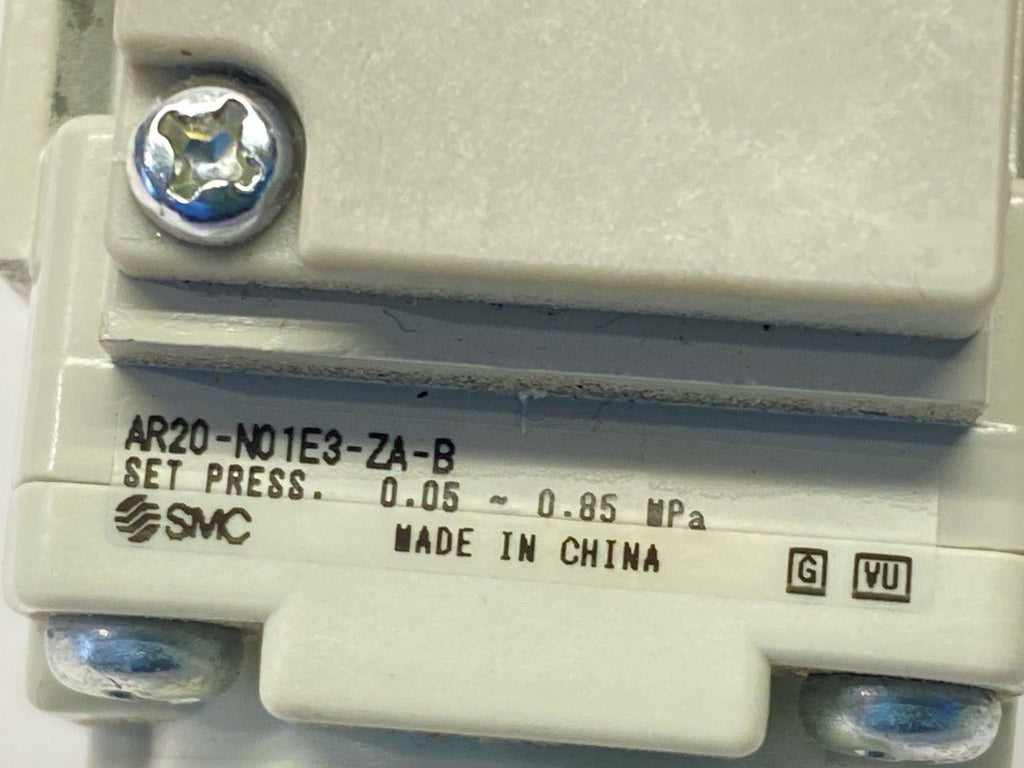 AR20-N01E3-ZA-B
SET PRESS. 0.05 ~ 0.85 MPa
SMC
MADE IN CHINA
G VU